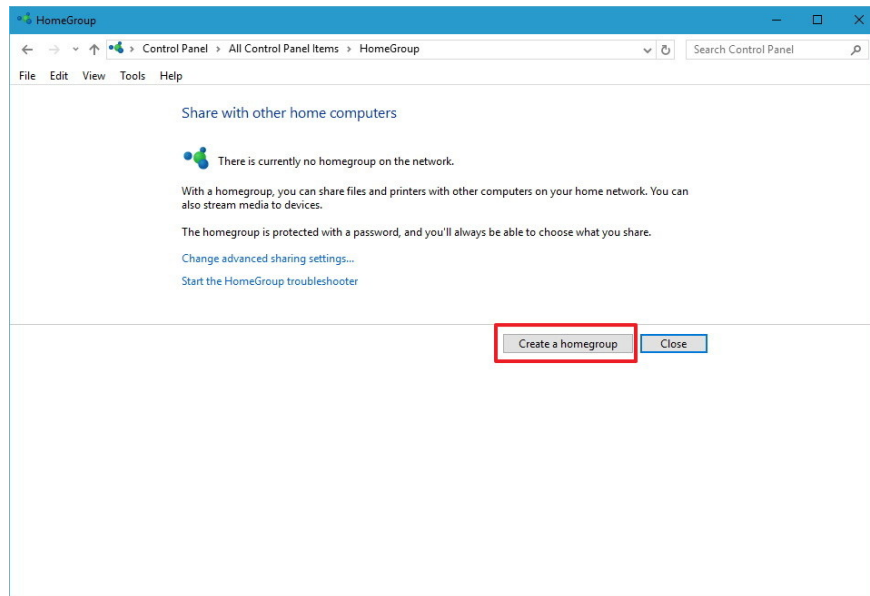 HomeGroup
Control Panel > All Control Panel Items > HomeGroup
Search Control Panel
File Edit View Tools Help
Share with other home computers
There is currently no homegroup on the network.
With a homegroup, you can share files and printers with other computers on your home network. You can
also stream media to devices.
The homegroup is protected with a password, and you'll always be able to choose what you share.
Change advanced sharing settings...
Start the HomeGroup troubleshooter
Create a homegroup
Close